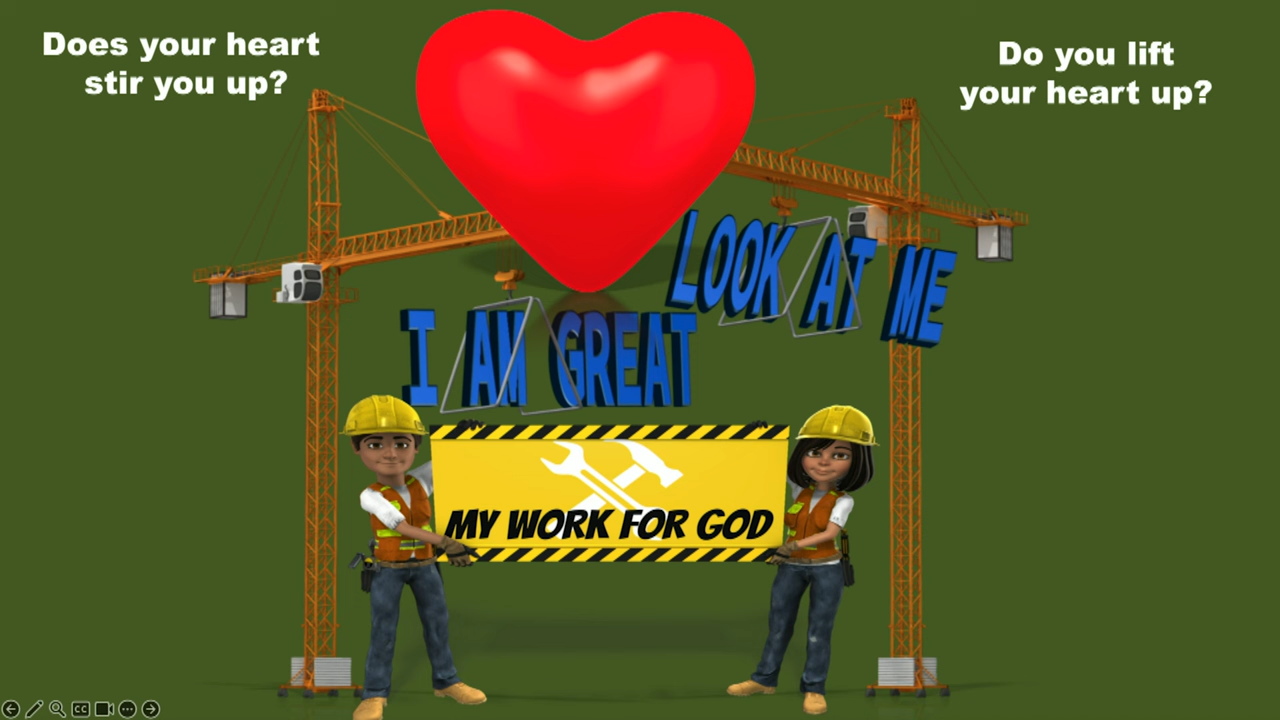 Does your heart
stir you up?
Do you lift
your heart up?
LOOK AT ME
I AM GREAT
MY WORK FOR GOD
CC